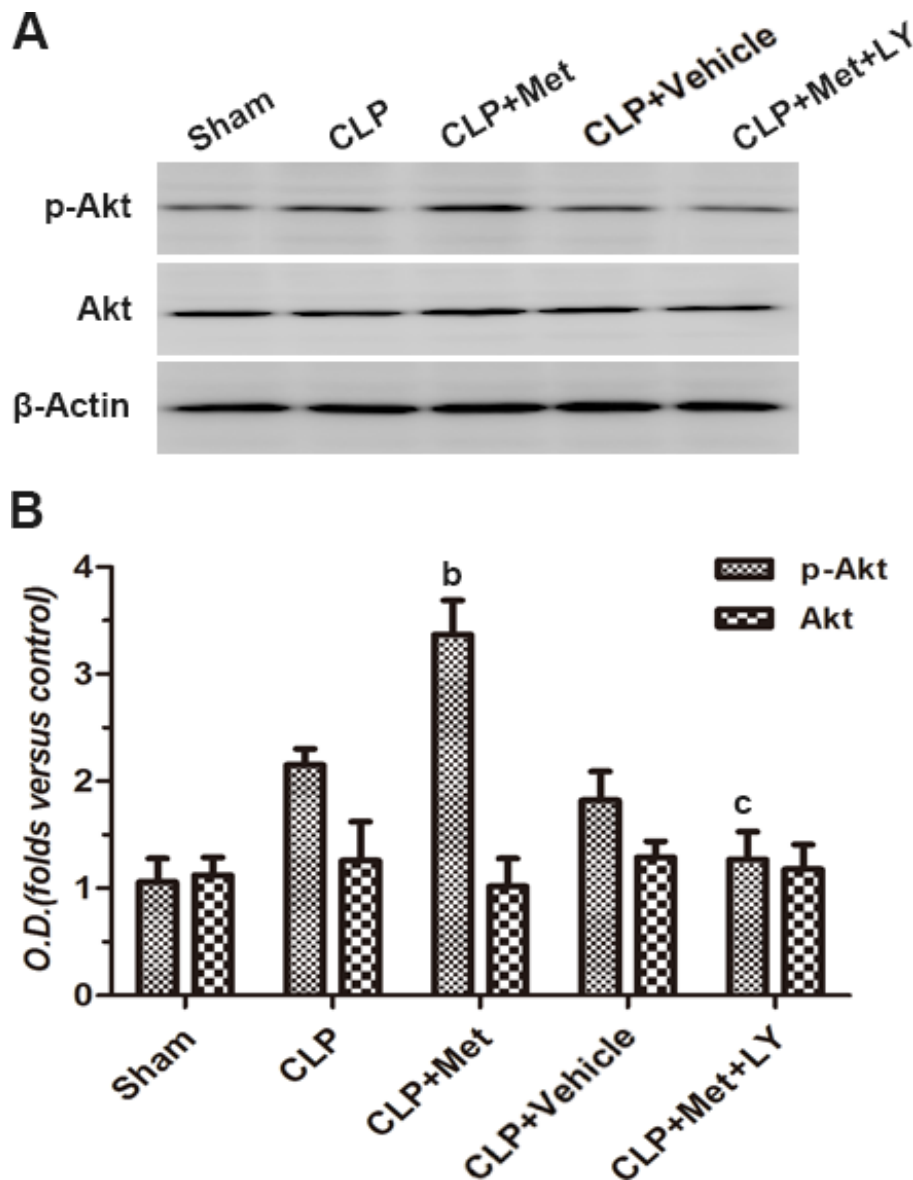 A
Sham CLP CLP+Met CLP+Vehicle CLP+Met+LY
p-Akt
Akt
β-Actin
B
O.D.(folds versus control)
4
3
2
1
0
b
c
p-Akt
Akt
Sham CLP CLP+Met CLP+Vehicle CLP+Met+LY